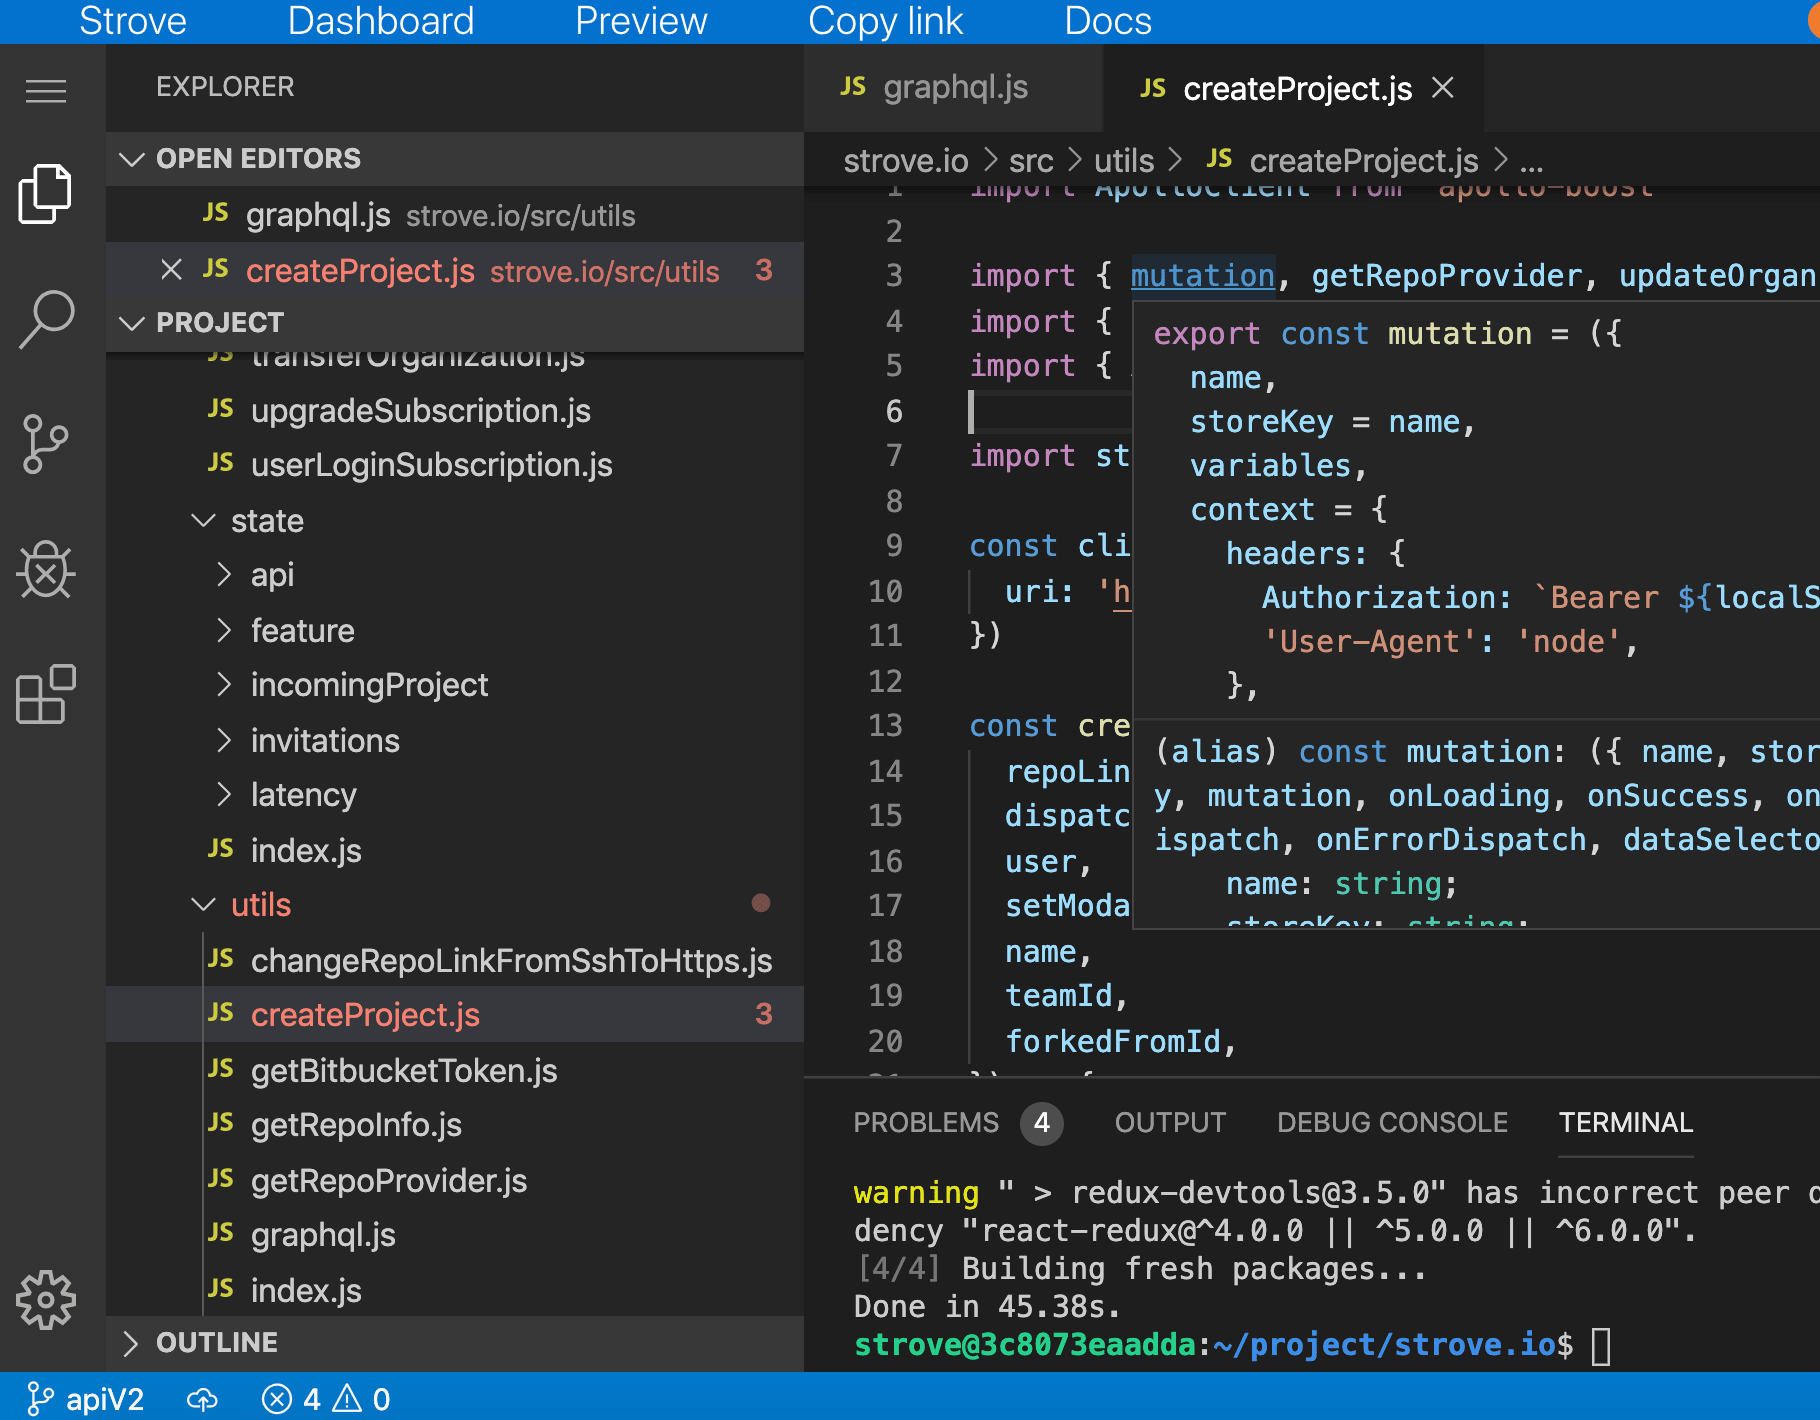 Strove Dashboard Preview Copy link Docs
EXPLORER
OPEN EDITORS
JS graphql.js strove.io/src/utils
JS createProject.js strove.io/src/utils 3
PROJECT
JS transferOrganization.js
JS upgradeSubscription.js
JS userLoginSubscription.js
state
api
feature
incomingProject
invitations
latency
JS index.js
utils
JS changeRepoLinkFromSshToHttps.js
JS createProject.js 3
JS getBitbucketToken.js
JS getRepoInfo.js
JS getRepoProvider.js
JS graphql.js
JS index.js
OUTLINE
JS graphql.js JS createProject.js
strove.io > src > utils > JS createProject.js > ...
1 import ApolloClient from 'apollo-boost'
2
3 import { mutation, getRepoProvider, updateOrgan
4 import {
5 import {
6
7 import st
8
9 const cli
10 uri: 'h
11 })
12
13 const cre
14 repoLin
15 dispatc
16 user,
17 setModa
18 name,
19 teamId,
20 forkedFromId,
export const mutation = ({
name,
storeKey = name,
variables,
context = {
headers: {
Authorization: `Bearer ${localS
'User-Agent': 'node',
},
(alias) const mutation: ({ name, stor
y, mutation, onLoading, onSuccess, on
ispatch, onErrorDispatch, dataSelecto
name: string;
storeKey: string;
PROBLEMS 4 OUTPUT DEBUG CONSOLE TERMINAL
warning " > redux-devtools@3.5.0" has incorrect peer d
dency "react-redux@^4.0.0 || ^5.0.0 || ^6.0.0".
[4/4] Building fresh packages...
Done in 45.38s.
strove@3c8073eaadda:~/project/strove.io$
apiV2 4 0